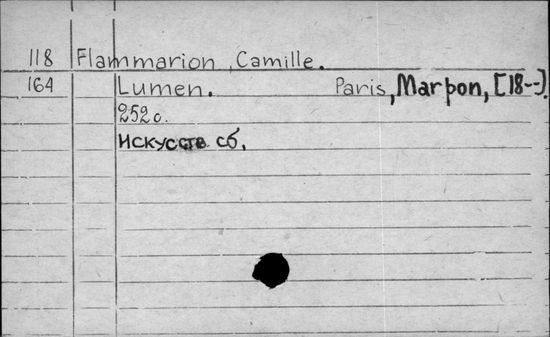 118 Flammarion, Camille.
164 Lumen. Paris, Marpon, [18--].
252 с.
Искусств. сб.